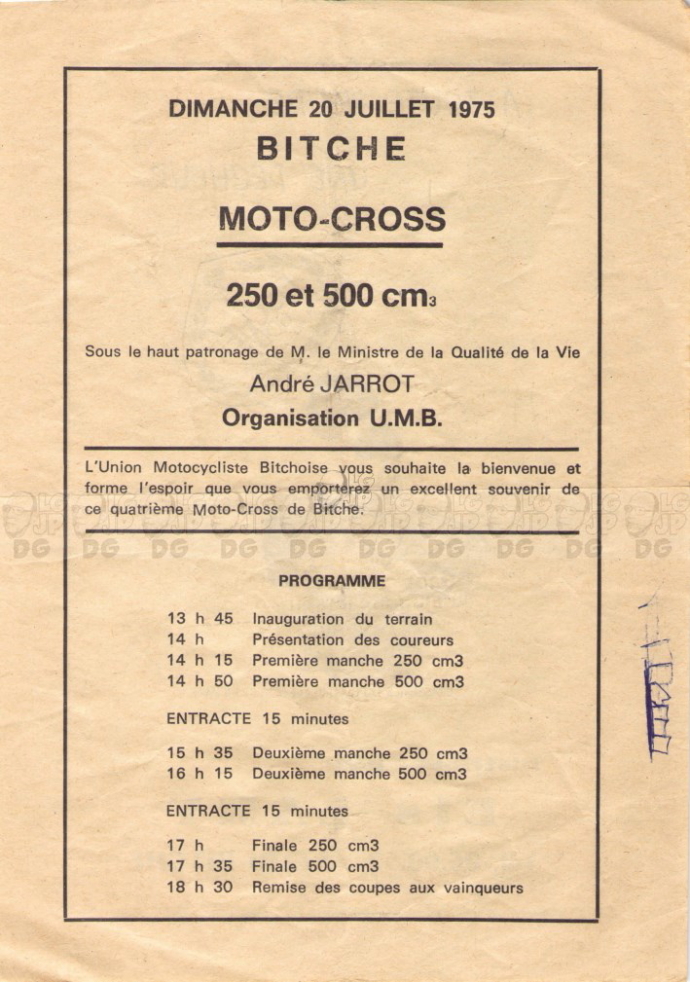 DIMANCHE 20 JUILLET 1975
BITCHE
MOTO-CROSS
250 et 500 cm3
Sous le haut patronage de M. le Ministre de la Qualité de la Vie
André JARROT
Organisation U.M.B.
L'Union Motocycliste Bitchoise vous souhaite la bienvenue et
forme l'espoir que vous emporterez un excellent souvenir de
ce quatrième Moto-Cross de Bitche.
PROGRAMME
13 h 45 Inauguration du terrain
14 h Présentation des coureurs
14 h 15 Première manche 250 cm3
14 h 50 Première manche 500 cm3
ENTRACTE 15 minutes
15 h 35 Deuxième manche 250 cm3
16 h 15 Deuxième manche 500 cm3
ENTRACTE 15 minutes
17 h Finale 250 cm3
17 h 35 Finale 500 cm3
18 h 30 Remise des coupes aux vainqueurs